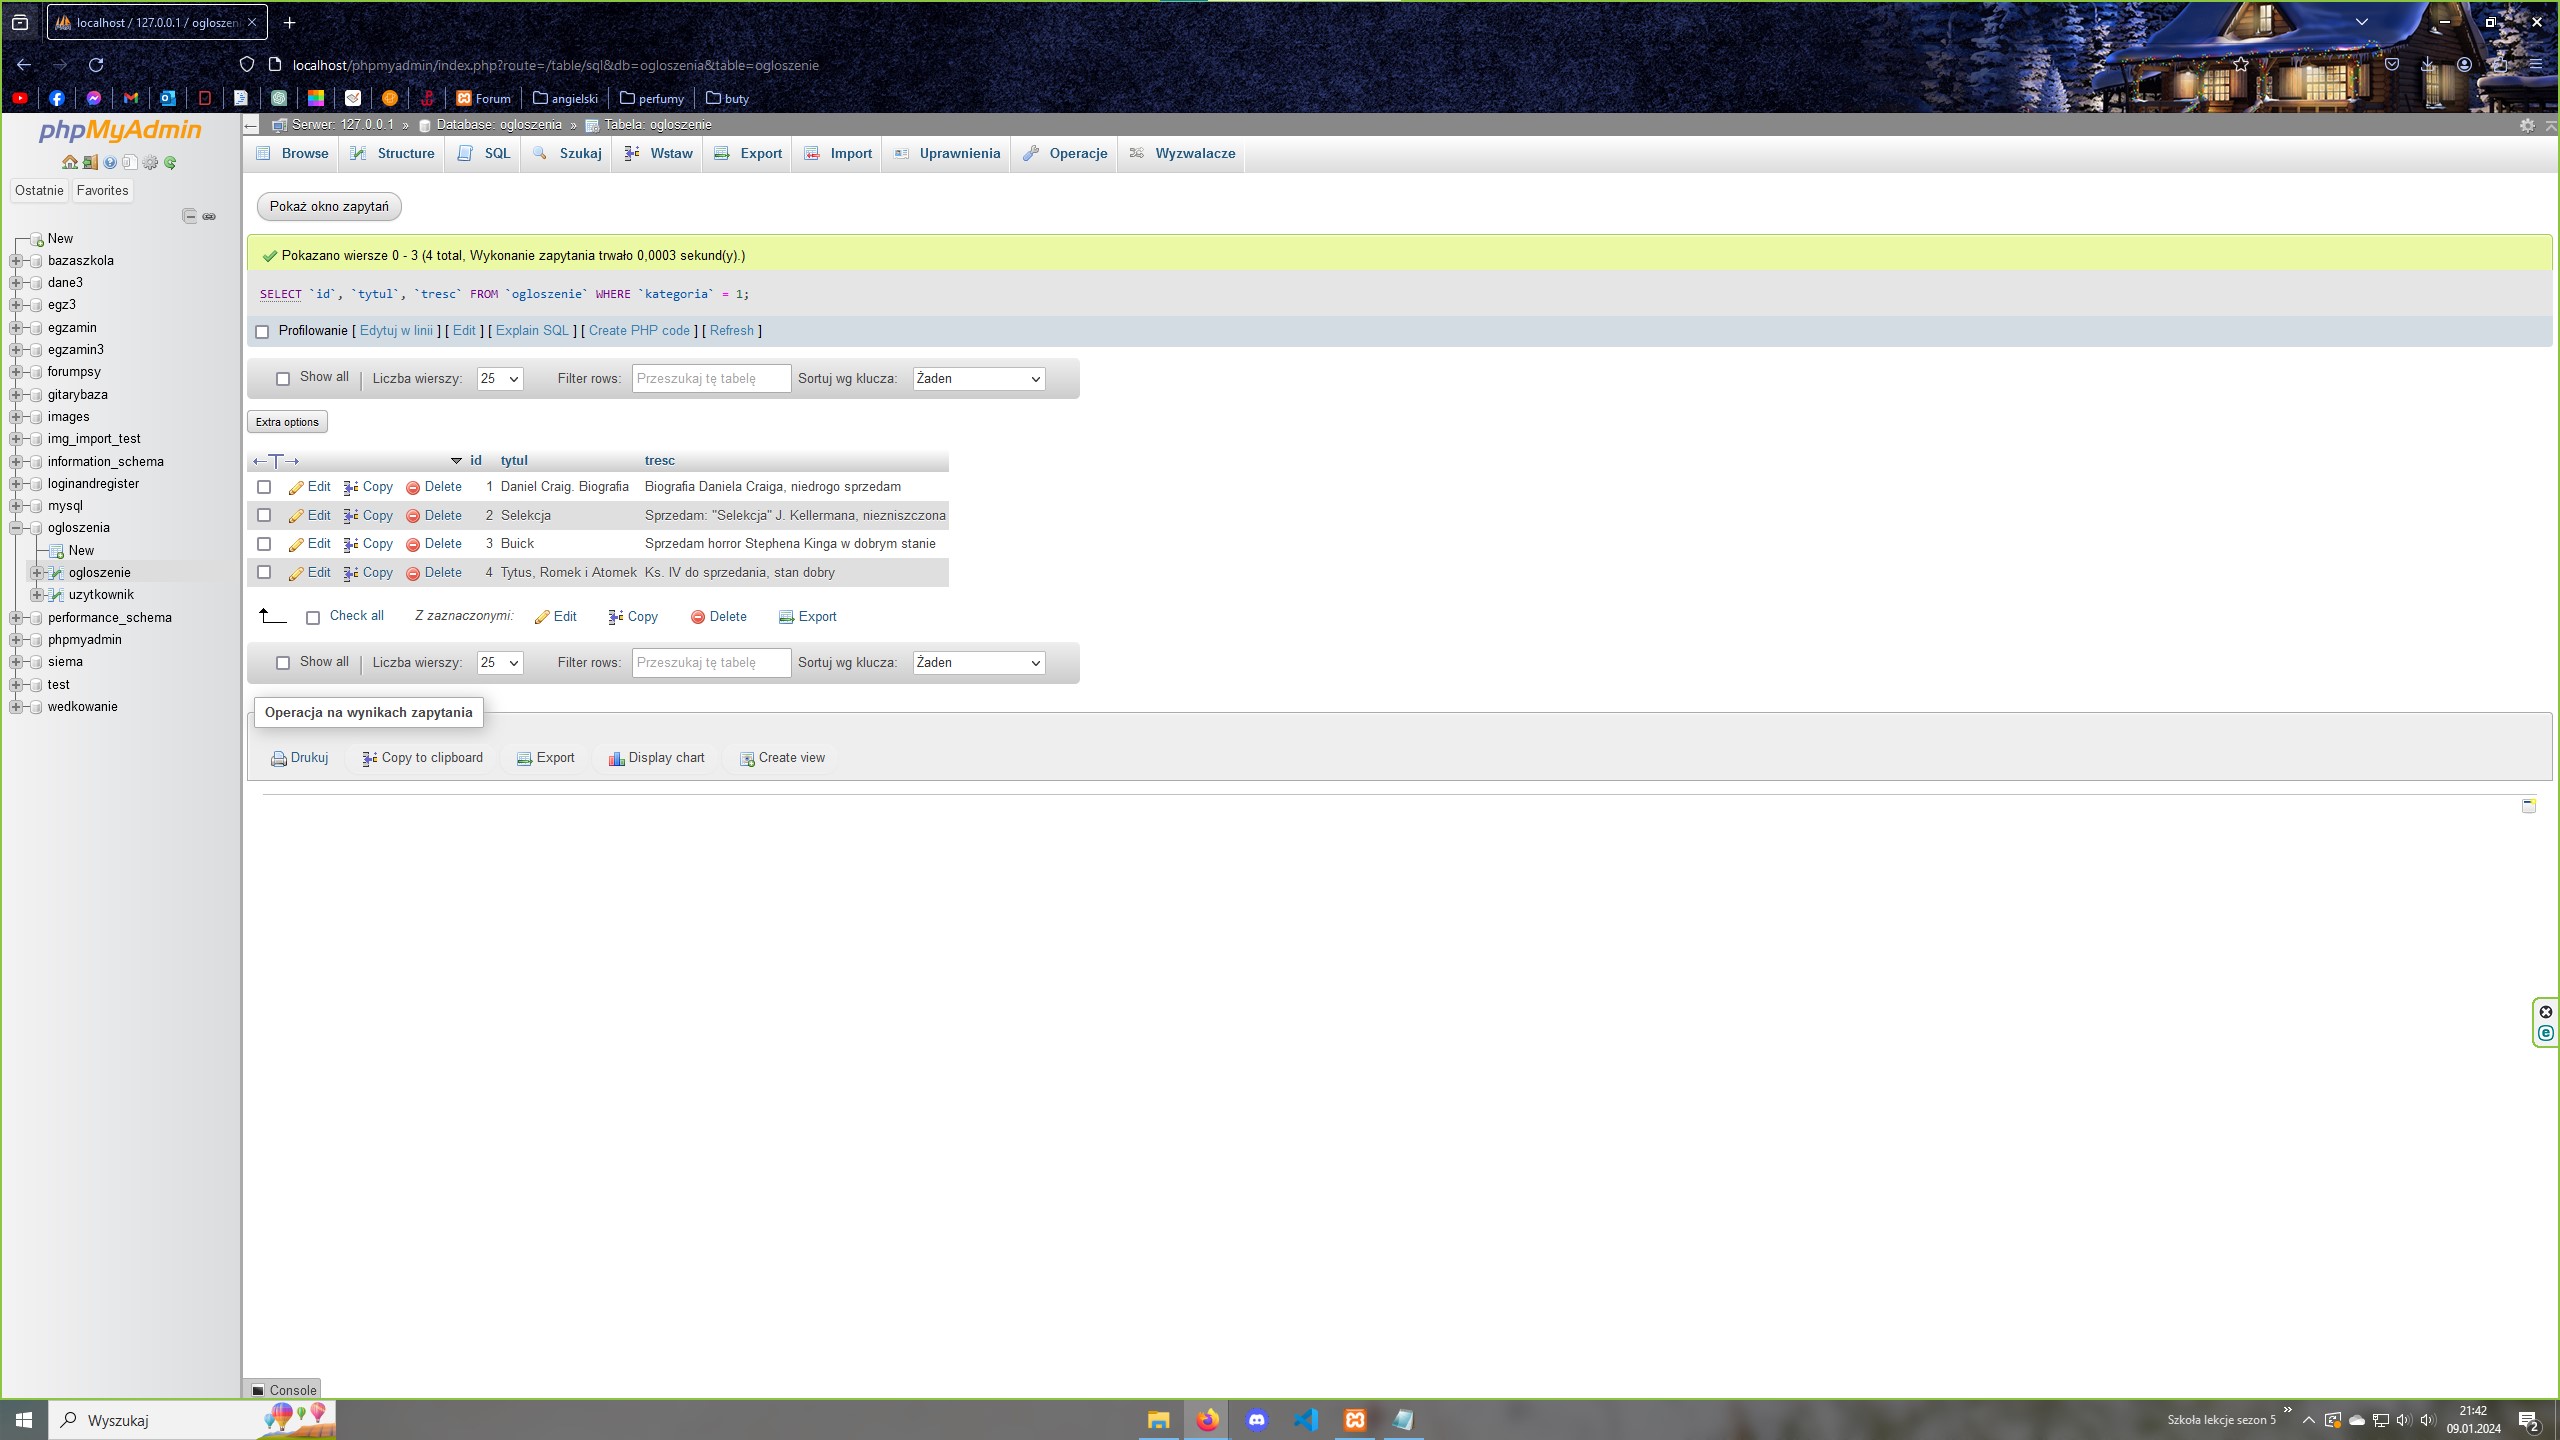 localhost / 127.0.0.1 / ogloszen
localhost/phpmyadmin/index.php?route=/table/sql&db=ogloszenia&table=ogloszenie
Forum angielski perfumy buty
phpMyAdmin
Ostatnie Favorites
New
bazaszkola
dane3
egz3
egzamin
egzamin3
forumpsy
gitarybaza
images
img_import_test
information_schema
loginandregister
mysql
ogloszenia
New
ogloszenie
uzytkownik
performance_schema
phpmyadmin
siema
test
wedkowanie
Serwer: 127.0.0.1 » Database: ogloszenia » Tabela: ogloszenie
Browse Structure SQL Szukaj Wstaw Export Import Uprawnienia Operacje Wyzwalacze
Pokaż okno zapytań
Pokazano wiersze 0 - 3 (4 total, Wykonanie zapytania trwało 0,0003 sekund(y).)
SELECT `id`, `tytul`, `tresc` FROM `ogloszenie` WHERE `kategoria` = 1;
Profilowanie [ Edytuj w linii ] [ Edit ] [ Explain SQL ] [ Create PHP code ] [ Refresh ]
Show all Liczba wierszy: 25 Filter rows: Przeszukaj tę tabelę Sortuj wg klucza: Żaden
Extra options
←T→ id tytul tresc
Edit Copy Delete 1 Daniel Craig. Biografia Biografia Daniela Craiga, niedrogo sprzedam
Edit Copy Delete 2 Selekcja Sprzedam: "Selekcja" J. Kellermana, niezniszczona
Edit Copy Delete 3 Buick Sprzedam horror Stephena Kinga w dobrym stanie
Edit Copy Delete 4 Tytus, Romek i Atomek Ks. IV do sprzedania, stan dobry
Check all Z zaznaczonymi: Edit Copy Delete Export
Show all Liczba wierszy: 25 Filter rows: Przeszukaj tę tabelę Sortuj wg klucza: Żaden
Operacja na wynikach zapytania
Drukuj Copy to clipboard Export Display chart Create view
Console
Wyszukaj
Szkoła lekcje sezon 5 »
21:42
09.01.2024
2